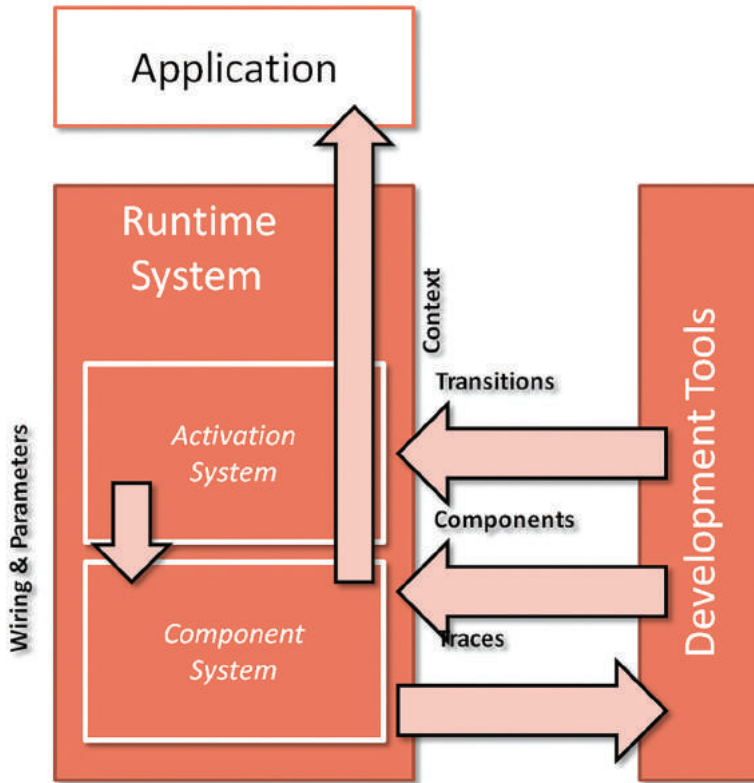 Application
Runtime
System
Context
Transitions
Activation
System
Wiring & Parameters
Components
Component
System
Traces
Development Tools